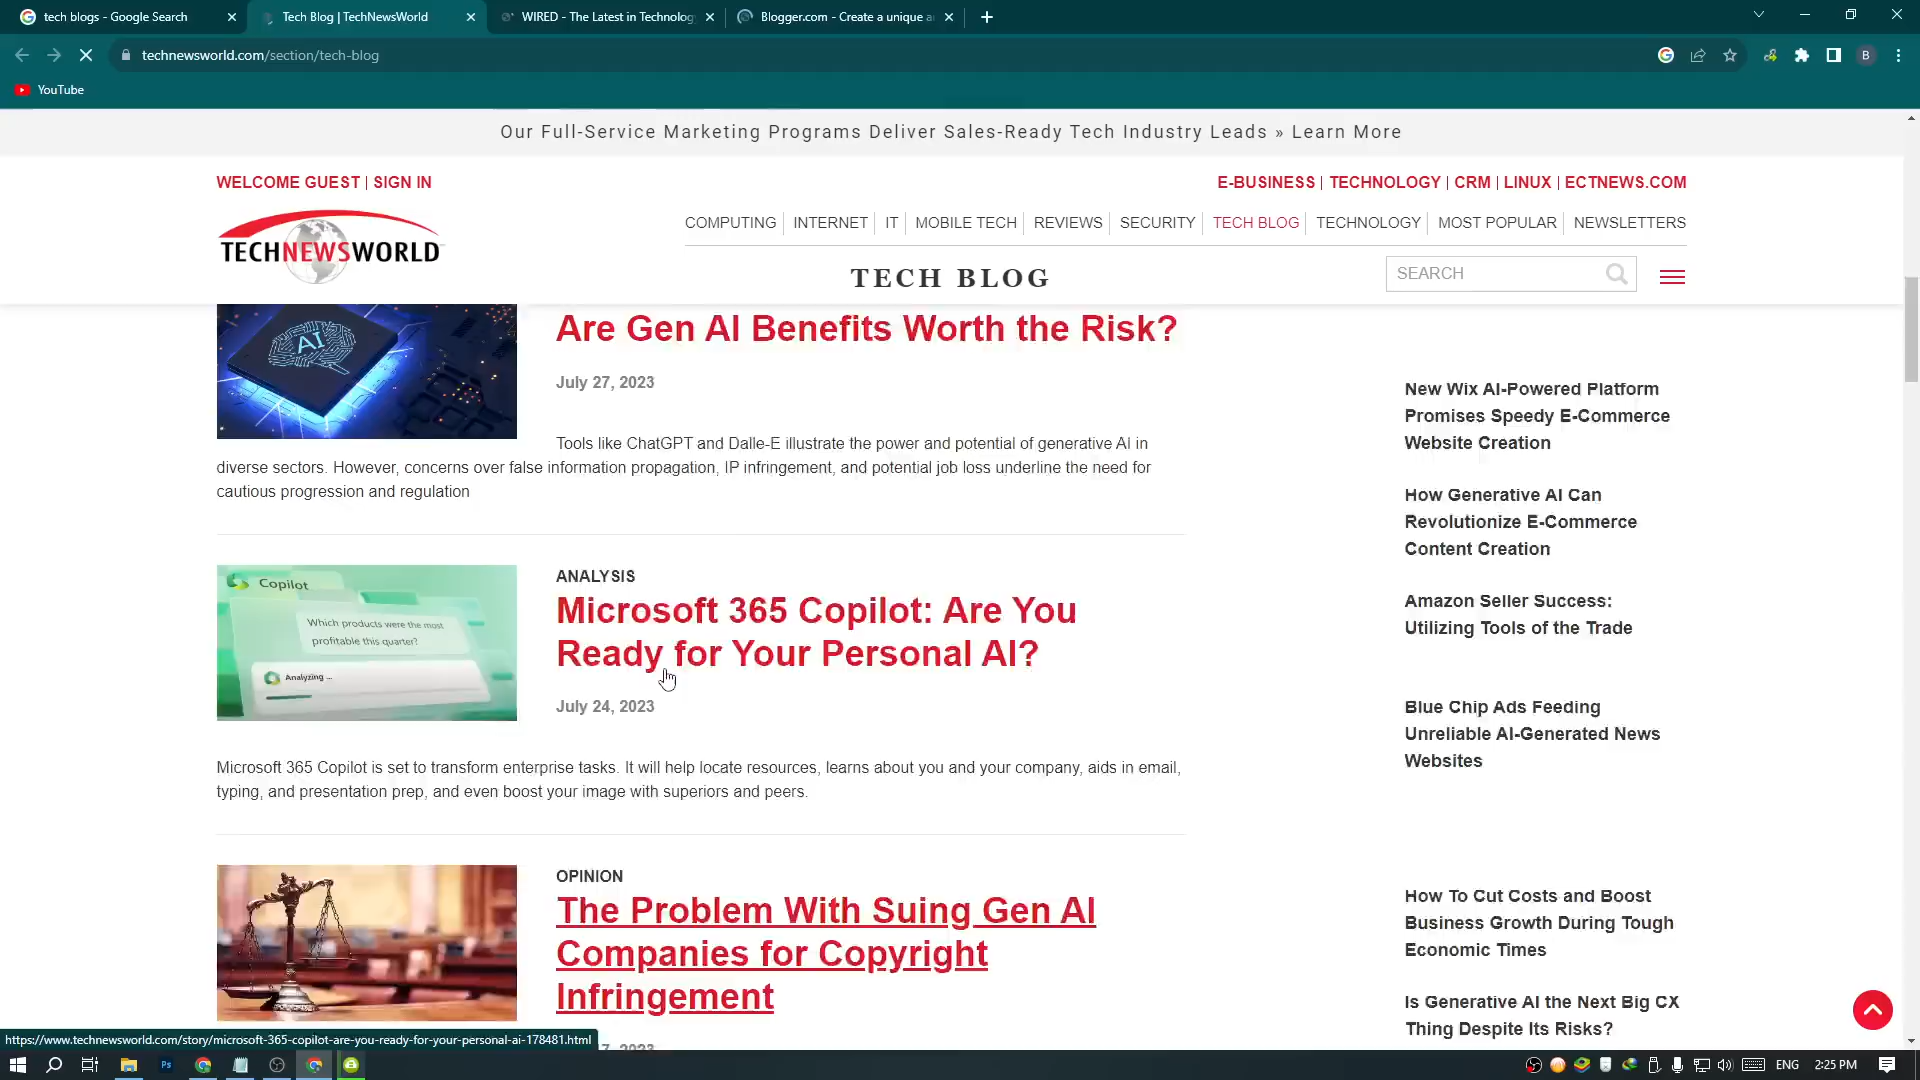 tech blogs - Google Search
Tech Blog | TechNewsWorld
WIRED - The Latest in Technology
Blogger.com - Create a unique a
technewsworld.com/section/tech-blog
B
YouTube
Our Full-Service Marketing Programs Deliver Sales-Ready Tech Industry Leads » Learn More
WELCOME GUEST | SIGN IN
E-BUSINESS | TECHNOLOGY | CRM | LINUX | ECTNEWS.COM
TECHNEWSWORLD
COMPUTING INTERNET IT MOBILE TECH REVIEWS SECURITY TECH BLOG TECHNOLOGY MOST POPULAR NEWSLETTERS
TECH BLOG
SEARCH
AI
Are Gen AI Benefits Worth the Risk?
July 27, 2023
Tools like ChatGPT and Dalle-E illustrate the power and potential of generative AI in
diverse sectors. However, concerns over false information propagation, IP infringement, and potential job loss underline the need for
cautious progression and regulation
Copilot
Which products were the most
profitable this quarter?
Analyzing ...
ANALYSIS
Microsoft 365 Copilot: Are You
Ready for Your Personal AI?
July 24, 2023
Microsoft 365 Copilot is set to transform enterprise tasks. It will help locate resources, learns about you and your company, aids in email,
typing, and presentation prep, and even boost your image with superiors and peers.
OPINION
The Problem With Suing Gen AI
Companies for Copyright
Infringement
New Wix AI-Powered Platform
Promises Speedy E-Commerce
Website Creation
How Generative AI Can
Revolutionize E-Commerce
Content Creation
Amazon Seller Success:
Utilizing Tools of the Trade
Blue Chip Ads Feeding
Unreliable AI-Generated News
Websites
How To Cut Costs and Boost
Business Growth During Tough
Economic Times
Is Generative AI the Next Big CX
Thing Despite Its Risks?
https://www.technewsworld.com/story/microsoft-365-copilot-are-you-ready-for-your-personal-ai-178481.html
7, 2023
Ps
ENG
2:25 PM